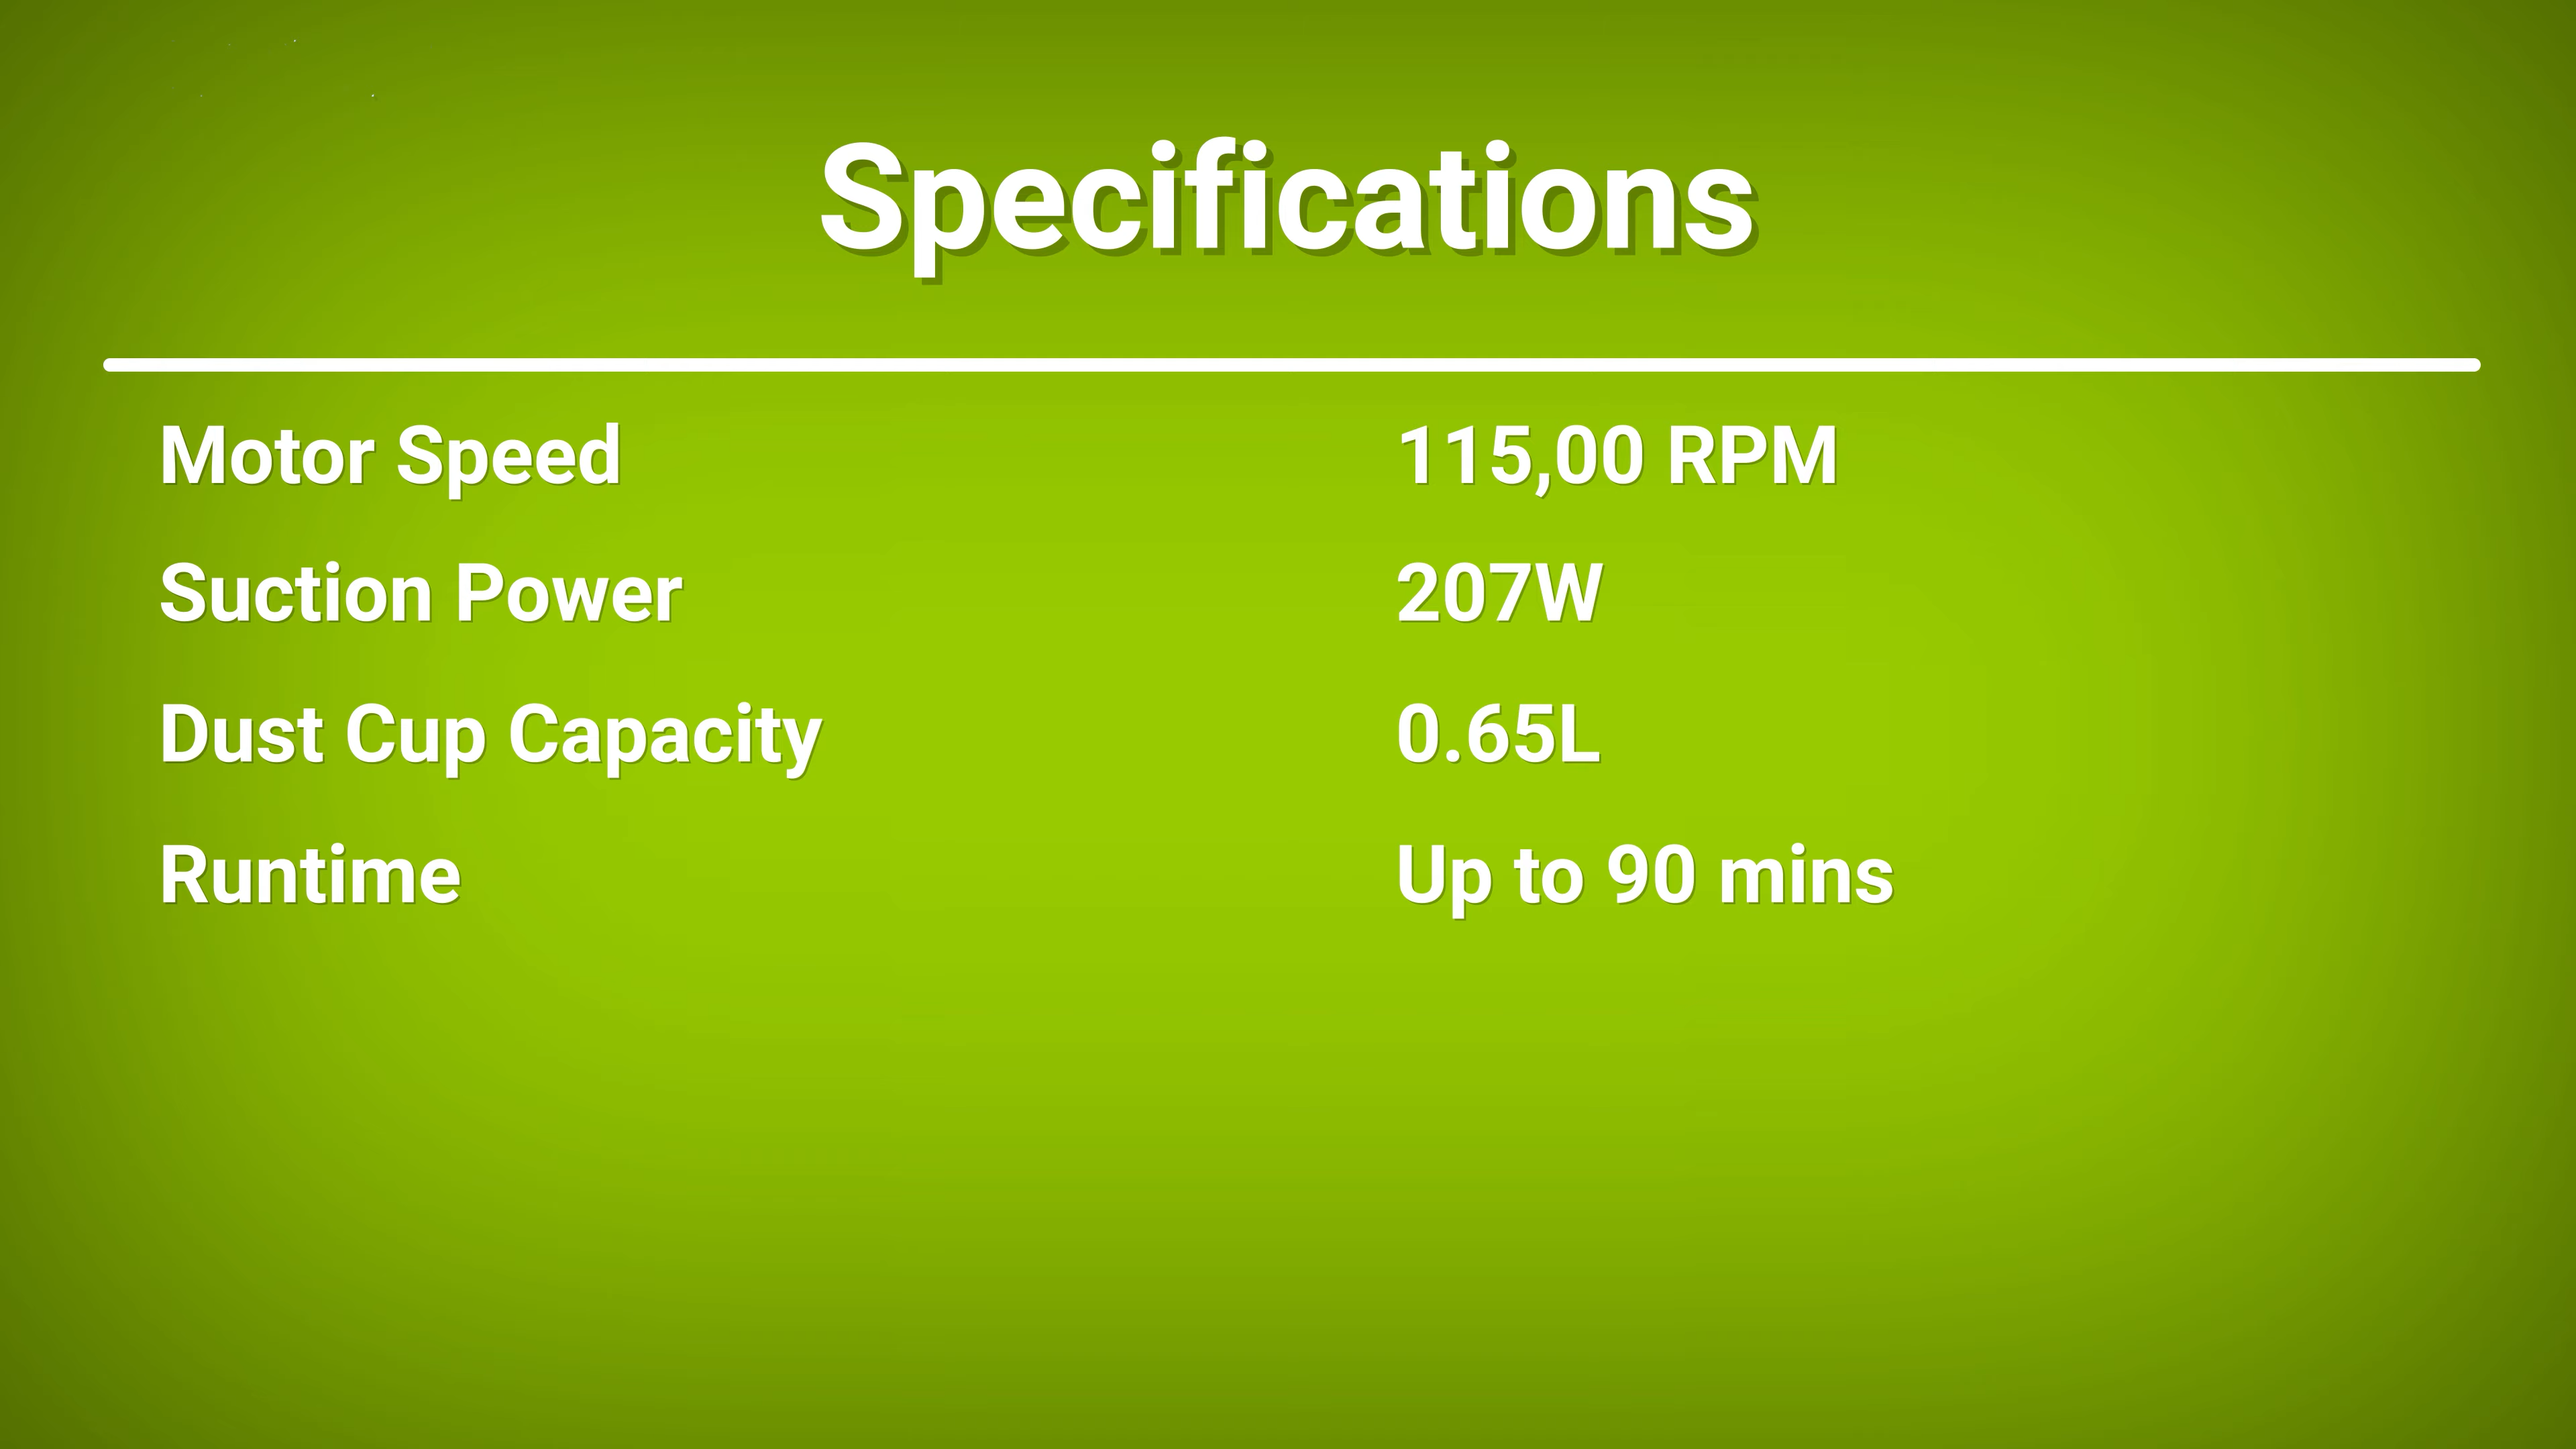 Specifications
Motor Speed 115,00 RPM
Suction Power 207W
Dust Cup Capacity 0.65L
Runtime Up to 90 mins